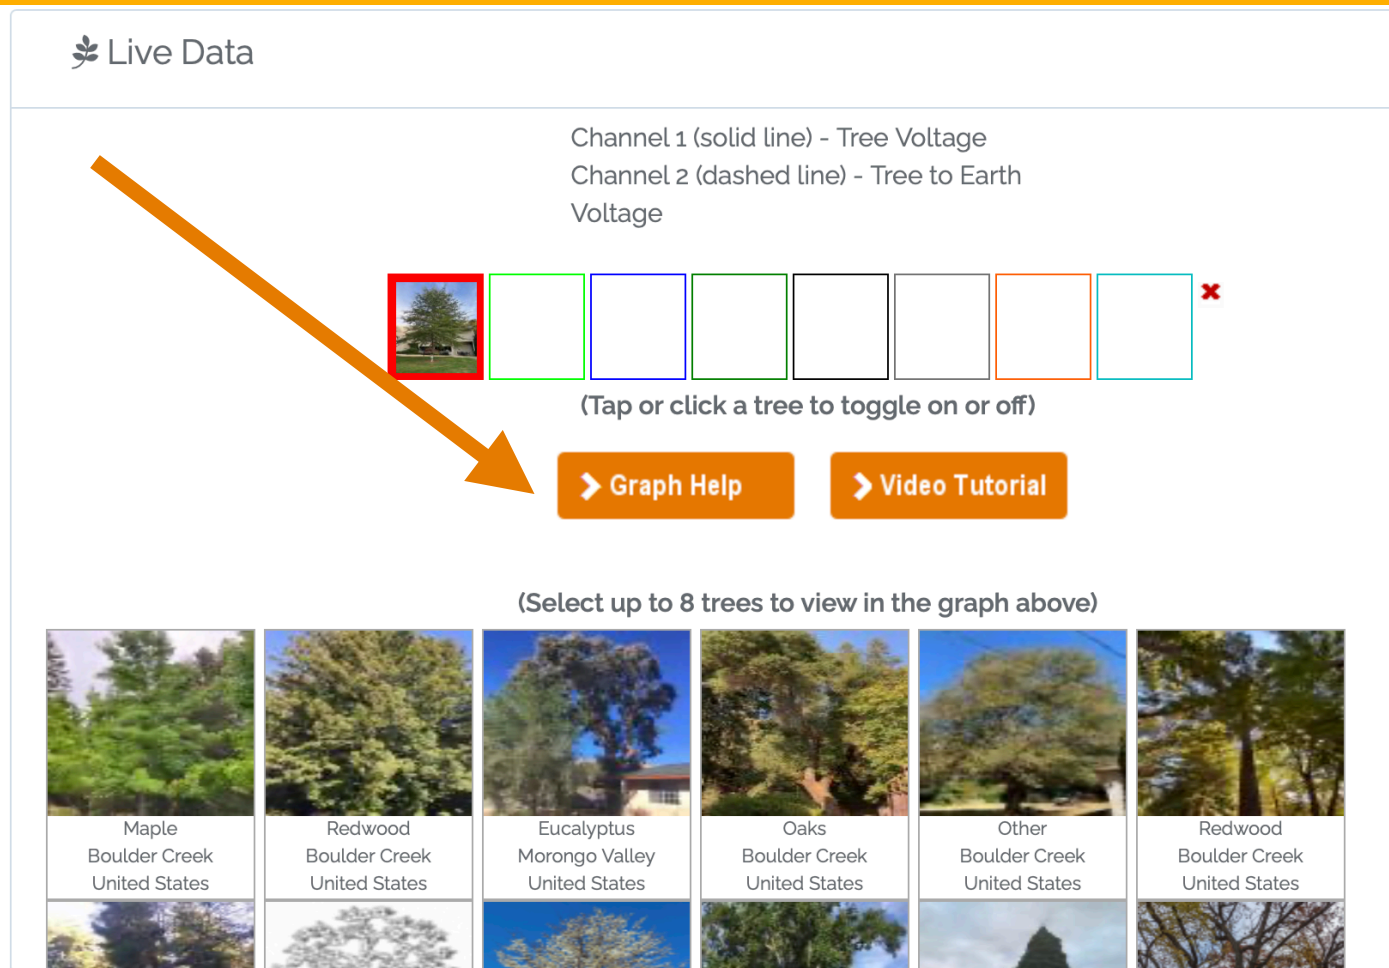 Live Data
Channel 1 (solid line) - Tree Voltage
Channel 2 (dashed line) - Tree to Earth
Voltage
(Tap or click a tree to toggle on or off)
Graph Help
Video Tutorial
(Select up to 8 trees to view in the graph above)
Maple
Boulder Creek
United States
Redwood
Boulder Creek
United States
Eucalyptus
Morongo Valley
United States
Oaks
Boulder Creek
United States
Other
Boulder Creek
United States
Redwood
Boulder Creek
United States